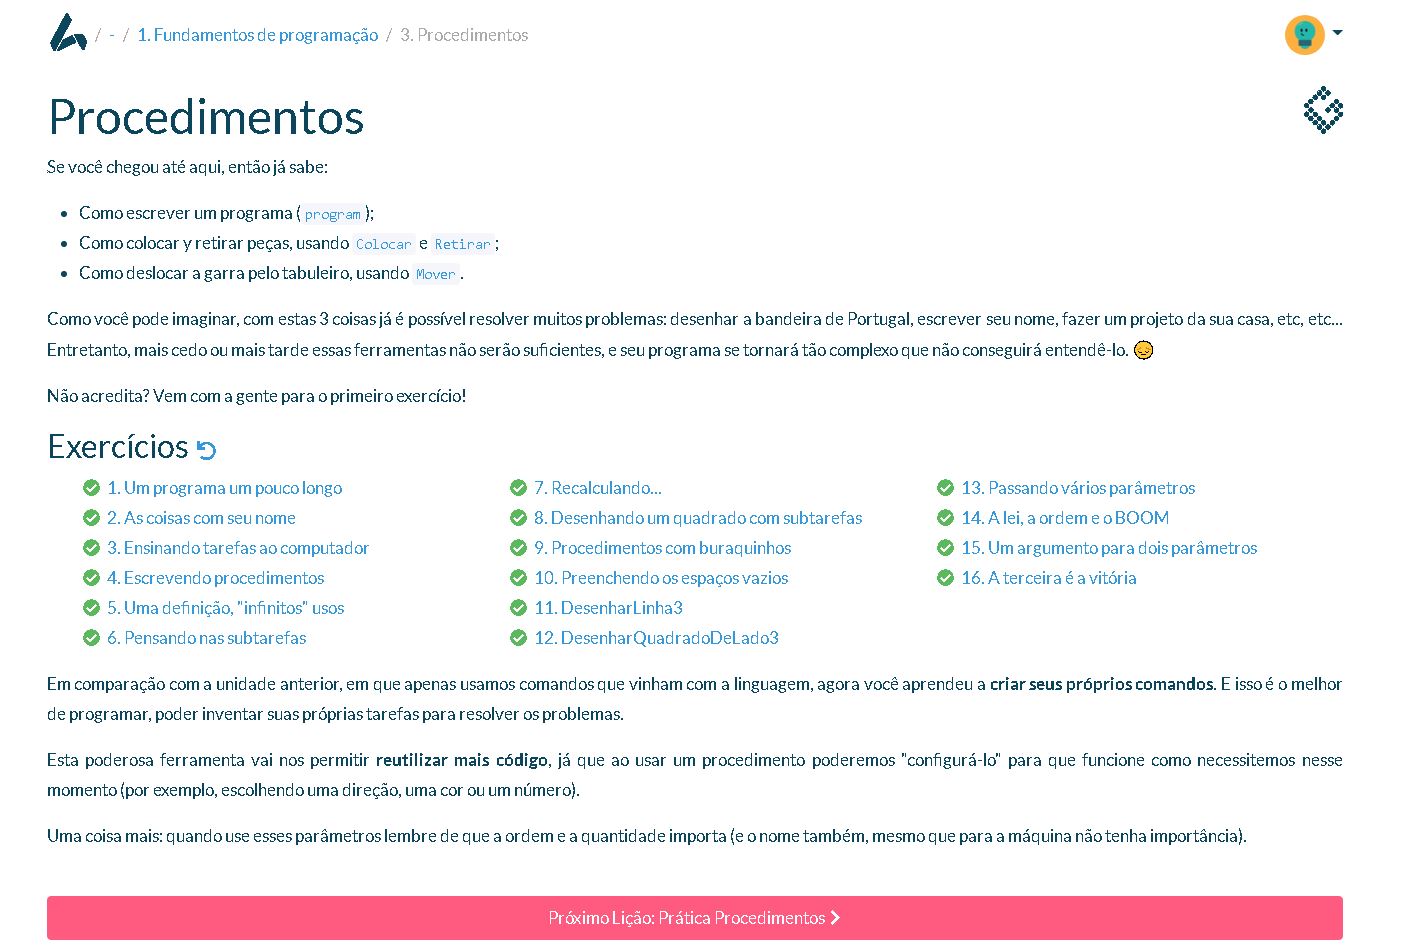 / - / 1. Fundamentos de programação / 3. Procedimentos
Procedimentos
Se você chegou até aqui, então já sabe:
Como escrever um programa ( program );
Como colocar y retirar peças, usando Colocar e Retirar ;
Como deslocar a garra pelo tabuleiro, usando Mover .
Como você pode imaginar, com estas 3 coisas já é possível resolver muitos problemas: desenhar a bandeira de Portugal, escrever seu nome, fazer um projeto da sua casa, etc, etc...
Entretanto, mais cedo ou mais tarde essas ferramentas não serão suficientes, e seu programa se tornará tão complexo que não conseguirá entendê-lo. 😔
Não acredita? Vem com a gente para o primeiro exercício!
Exercícios
1. Um programa um pouco longo
2. As coisas com seu nome
3. Ensinando tarefas ao computador
4. Escrevendo procedimentos
5. Uma definição, "infinitos" usos
6. Pensando nas subtarefas
7. Recalculando...
8. Desenhando um quadrado com subtarefas
9. Procedimentos com buraquinhos
10. Preenchendo os espaços vazios
11. DesenharLinha3
12. DesenharQuadradoDeLado3
13. Passando vários parâmetros
14. A lei, a ordem e o BOOM
15. Um argumento para dois parâmetros
16. A terceira é a vitória
Em comparação com a unidade anterior, em que apenas usamos comandos que vinham com a linguagem, agora você aprendeu a criar seus próprios comandos. E isso é o melhor
de programar, poder inventar suas próprias tarefas para resolver os problemas.
Esta poderosa ferramenta vai nos permitir reutilizar mais código, já que ao usar um procedimento poderemos "configurá-lo" para que funcione como necessitemos nesse
momento (por exemplo, escolhendo uma direção, uma cor ou um número).
Uma coisa mais: quando use esses parâmetros lembre de que a ordem e a quantidade importa (e o nome também, mesmo que para a máquina não tenha importância).
Próximo Lição: Prática Procedimentos